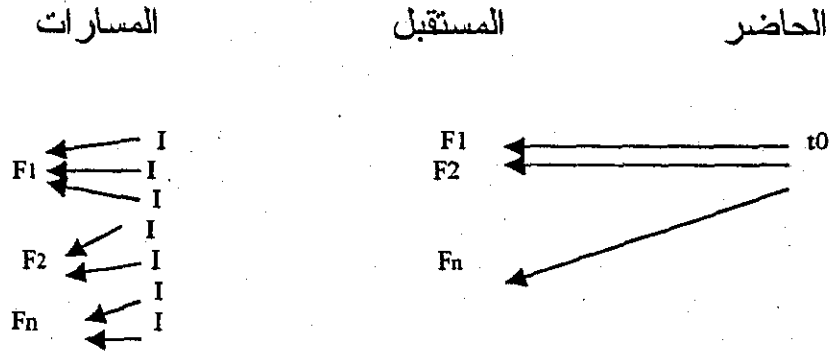 الحاضر المستقبل المسارات
t0 F1 I
F2 F1 I
I
I
Fn F2 I
I
Fn I